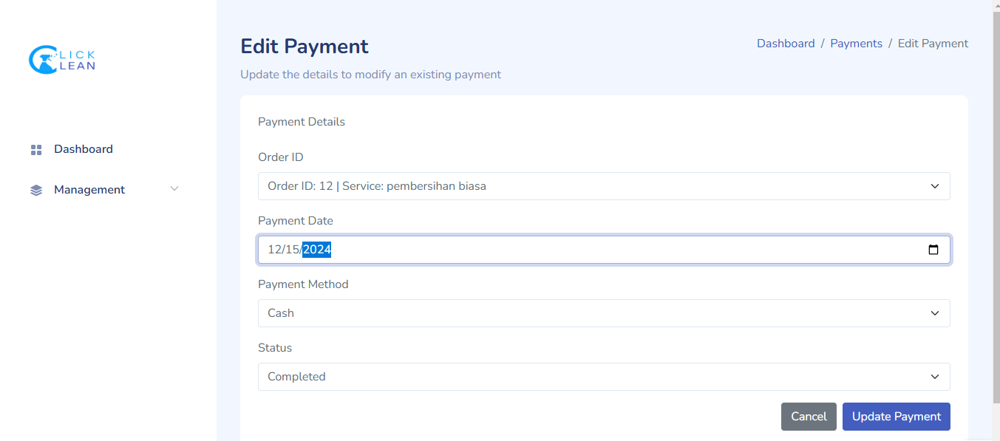 CLICK
CLEAN
Dashboard
Management
Edit Payment
Dashboard / Payments / Edit Payment
Update the details to modify an existing payment
Payment Details
Order ID
Order ID: 12 | Service: pembersihan biasa
Payment Date
12/15/2024
Payment Method
Cash
Status
Completed
Cancel
Update Payment